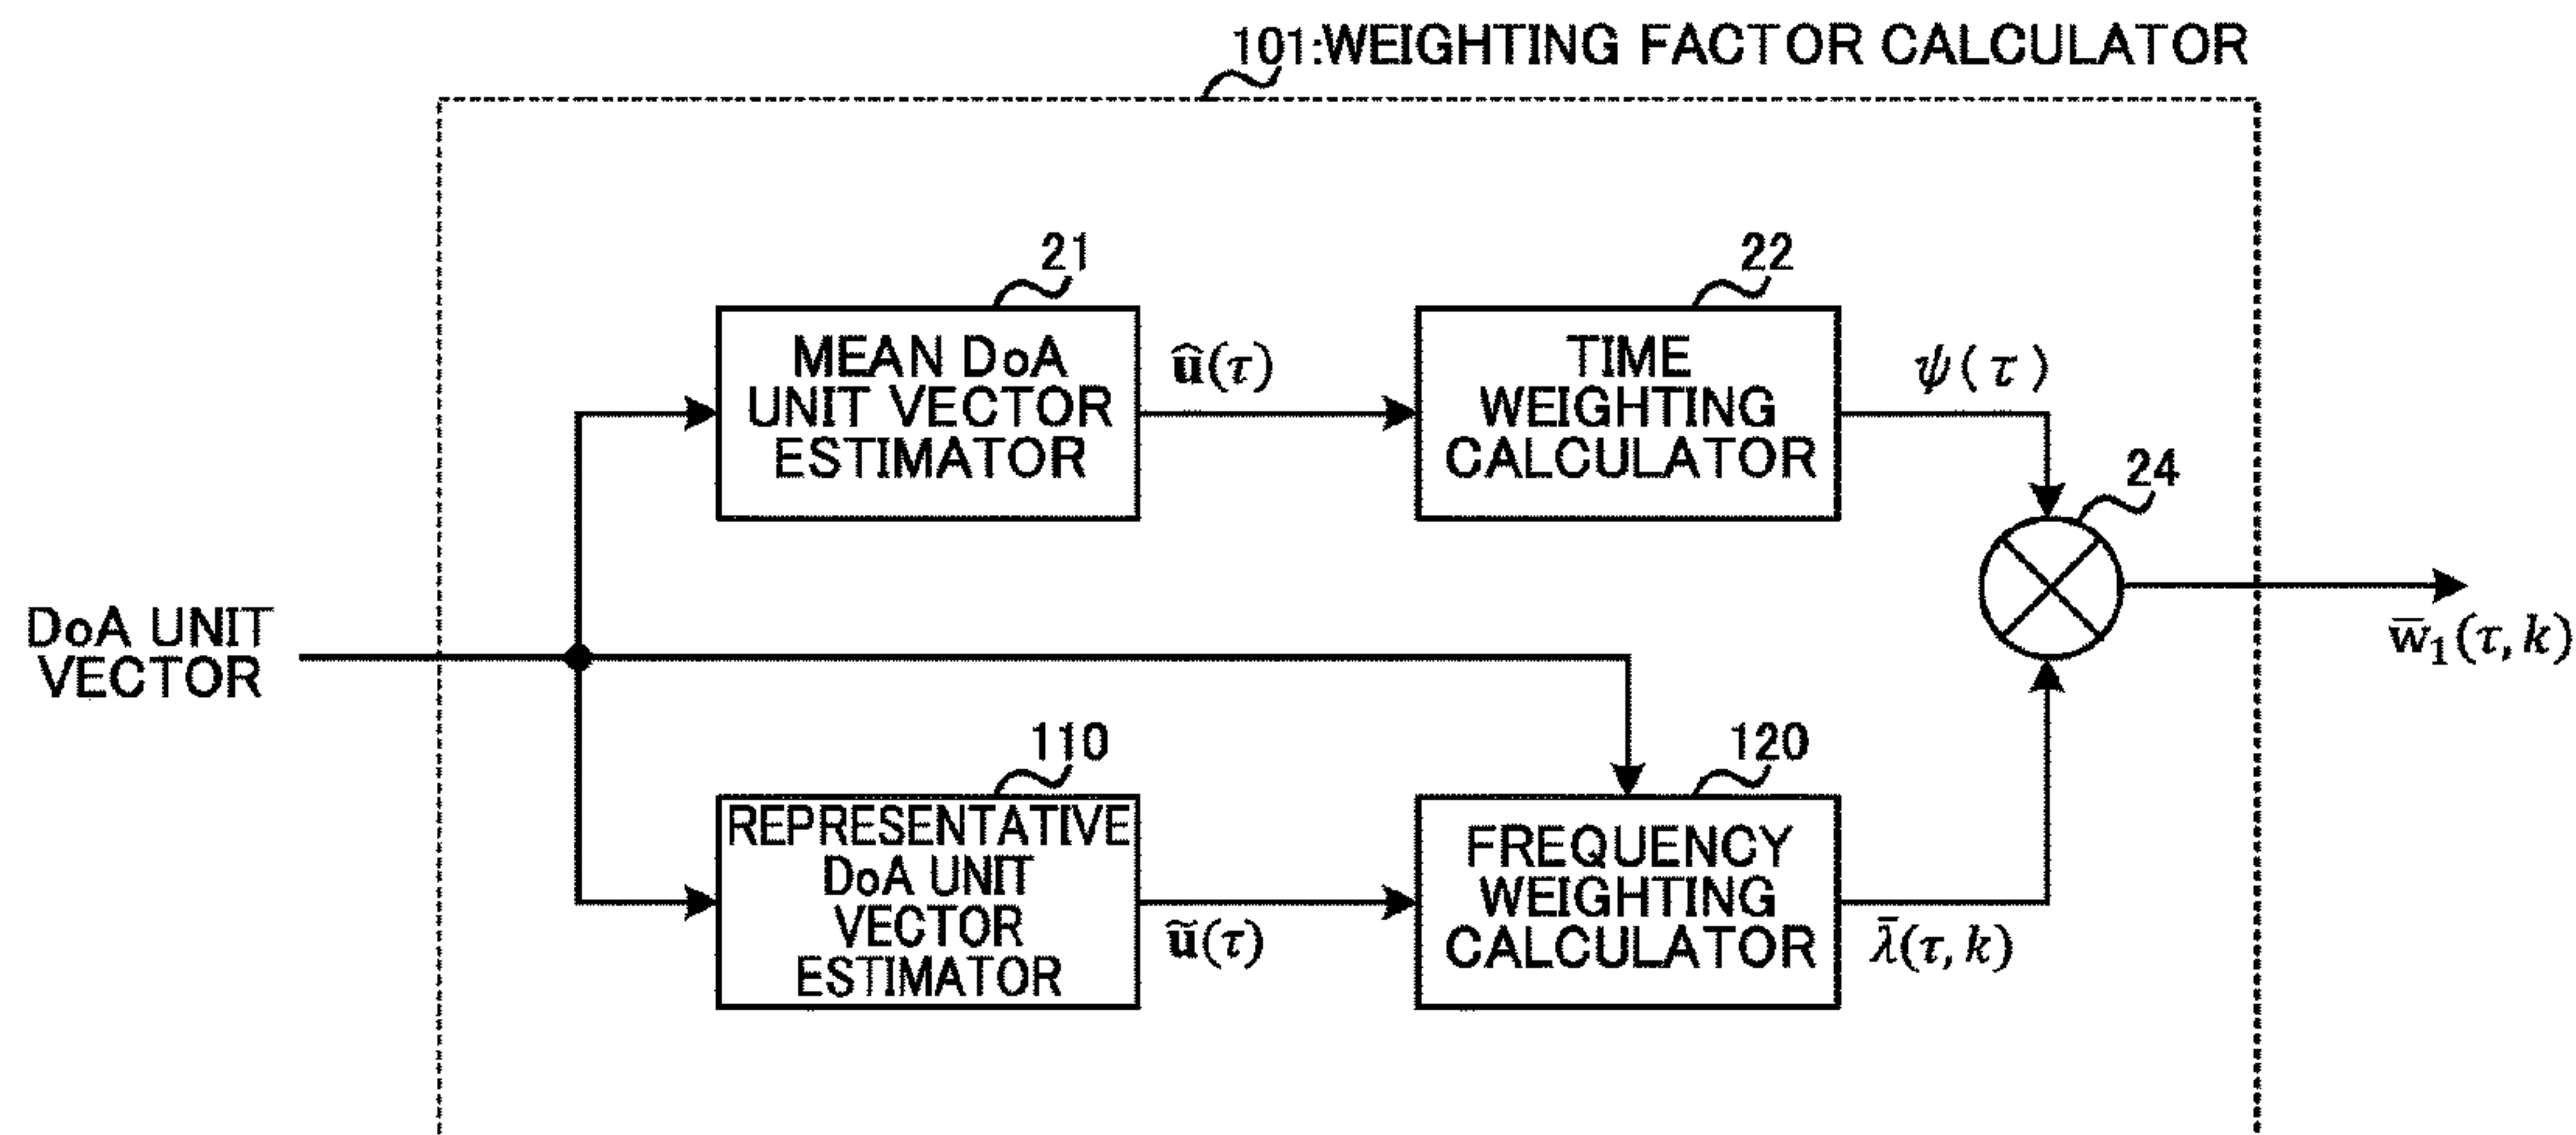 101:WEIGHTING FACTOR CALCULATOR
21
MEAN DoA
UNIT VECTOR
ESTIMATOR
û(τ)
22
TIME
WEIGHTING
CALCULATOR
ψ(τ)
24
w̅₁(τ, k)
DoA UNIT
VECTOR
110
REPRESENTATIVE
DoA UNIT
VECTOR
ESTIMATOR
ũ(τ)
120
FREQUENCY
WEIGHTING
CALCULATOR
λ̅(τ, k)